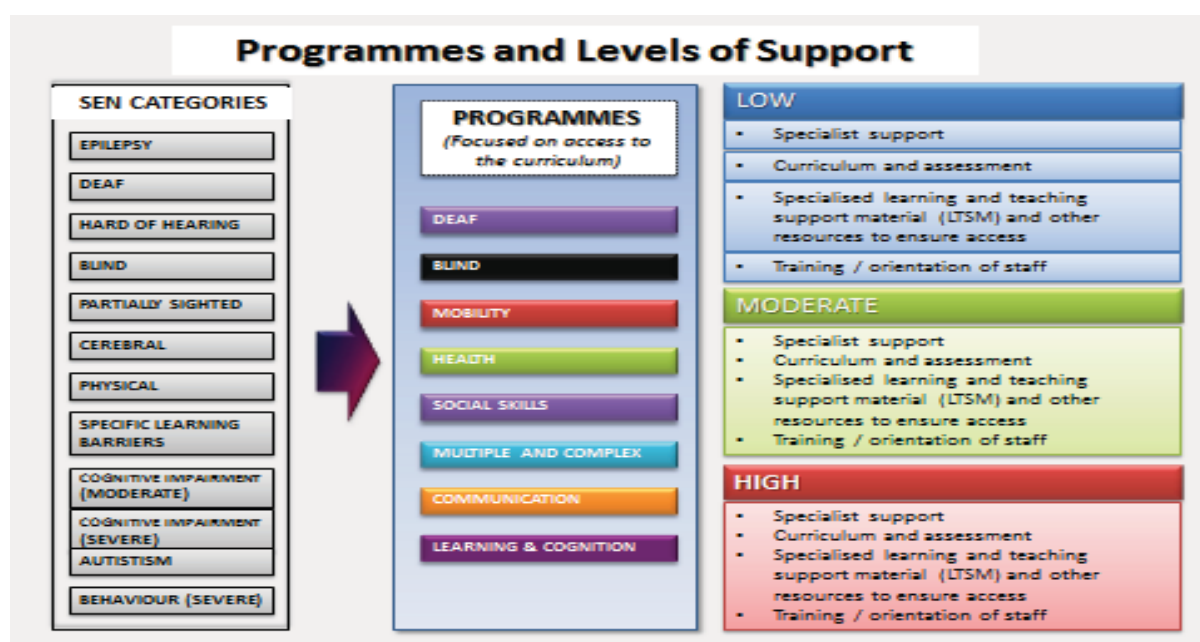 Programmes and Levels of Support
SEN CATEGORIES
EPILEPSY
DEAF
HARD OF HEARING
BLIND
PARTIALLY SIGHTED
CEREBRAL
PHYSICAL
SPECIFIC LEARNING
BARRIERS
COGNITIVE IMPAIRMENT
(MODERATE)
COGNITIVE IMPAIRMENT
(SEVERE)
AUTISTISM
BEHAVIOUR (SEVERE)
PROGRAMMES
(Focused on access to
the curriculum)
DEAF
BLIND
MOBILITY
HEALTH
SOCIAL SKILLS
MULTIPLE AND COMPLEX
COMMUNICATION
LEARNING & COGNITION
LOW
• Specialist support
• Curriculum and assessment
• Specialised learning and teaching
support material (LTSM) and other
resources to ensure access
• Training / orientation of staff
MODERATE
• Specialist support
• Curriculum and assessment
• Specialised learning and teaching
support material (LTSM) and other
resources to ensure access
• Training / orientation of staff
HIGH
• Specialist support
• Curriculum and assessment
• Specialised learning and teaching
support material (LTSM) and other
resources to ensure access
• Training / orientation of staff